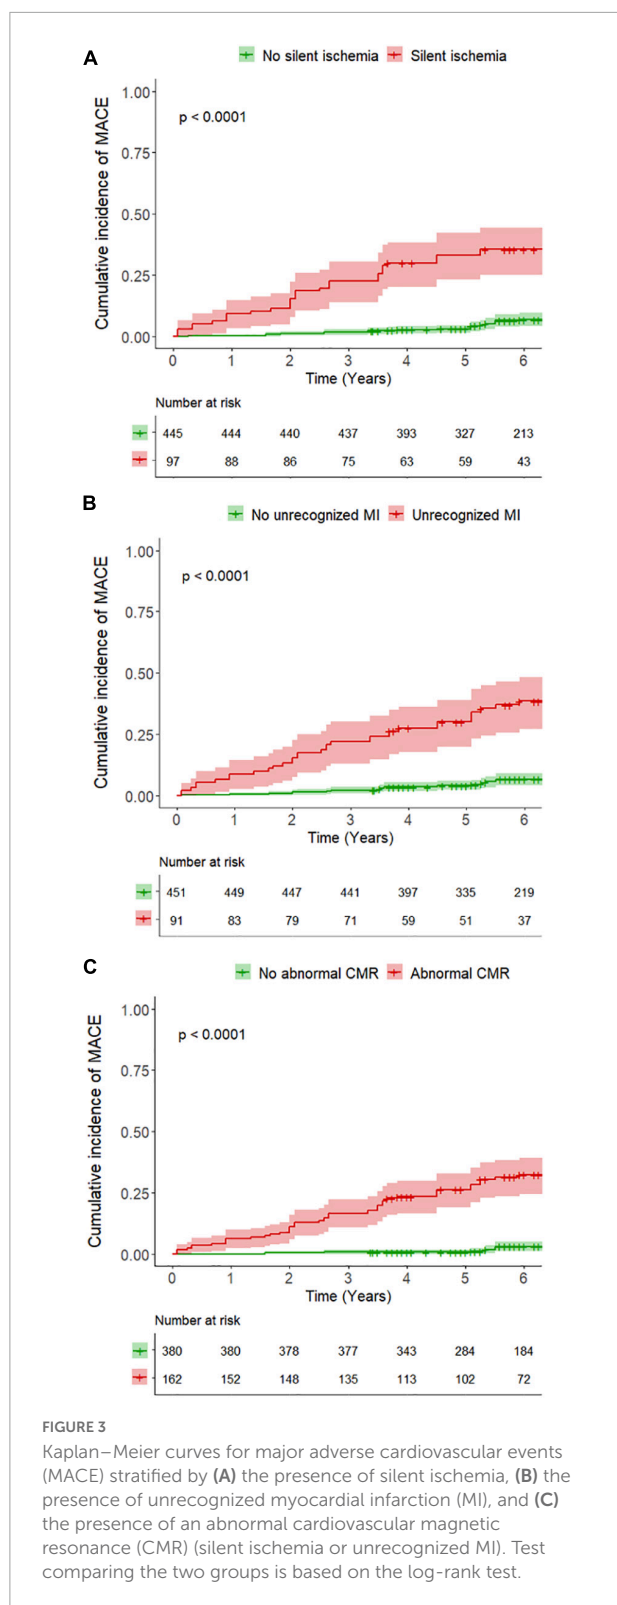 A
No silent ischemia Silent ischemia
Cumulative incidence of MACE
1.00
0.75
0.50
0.25
0.00
p < 0.0001
0 1 2 3 4 5 6
Time (Years)
Number at risk
445 444 440 437 393 327 213
97 88 86 75 63 59 43
B
No unrecognized MI Unrecognized MI
Cumulative incidence of MACE
1.00
0.75
0.50
0.25
0.00
p < 0.0001
0 1 2 3 4 5 6
Time (Years)
Number at risk
451 449 447 441 397 335 219
91 83 79 71 59 51 37
C
No abnormal CMR Abnormal CMR
Cumulative incidence of MACE
1.00
0.75
0.50
0.25
0.00
p < 0.0001
0 1 2 3 4 5 6
Time (Years)
Number at risk
380 380 378 377 343 284 184
162 152 148 135 113 102 72
FIGURE 3
Kaplan–Meier curves for major adverse cardiovascular events
(MACE) stratified by (A) the presence of silent ischemia, (B) the
presence of unrecognized myocardial infarction (MI), and (C)
the presence of an abnormal cardiovascular magnetic
resonance (CMR) (silent ischemia or unrecognized MI). Test
comparing the two groups is based on the log-rank test.